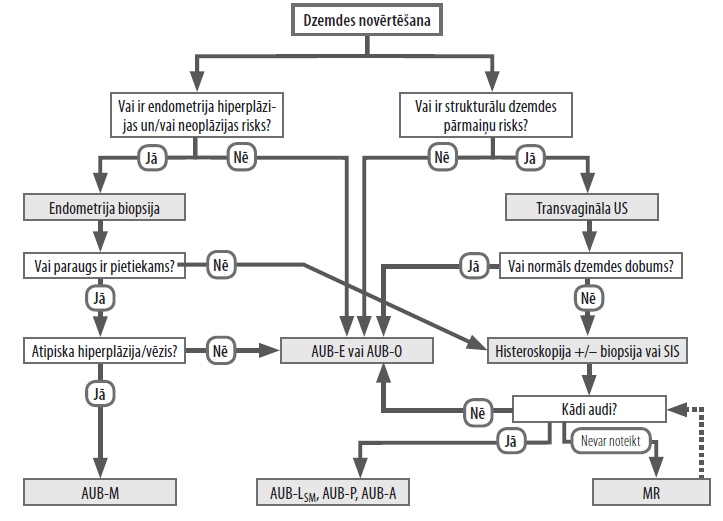 Dzemdes novērtēšana
Vai ir endometrija hiperplāzi-
jas un/vai neoplāzijas risks?
Vai ir strukturālu dzemdes
pārmaiņu risks?
Jā
Nē
Nē
Jā
Endometrija biopsija
Transvagināla US
Vai paraugs ir pietiekams?
Nē
Jā
Vai normāls dzemdes dobums?
Jā
Nē
Atipiska hiperplāzija/vēzis?
Nē
AUB-E vai AUB-O
Histeroskopija +/– biopsija vai SIS
Jā
Nē
Kādi audi?
Jā
Nevar noteikt
AUB-M
AUB-LSM, AUB-P, AUB-A
MR